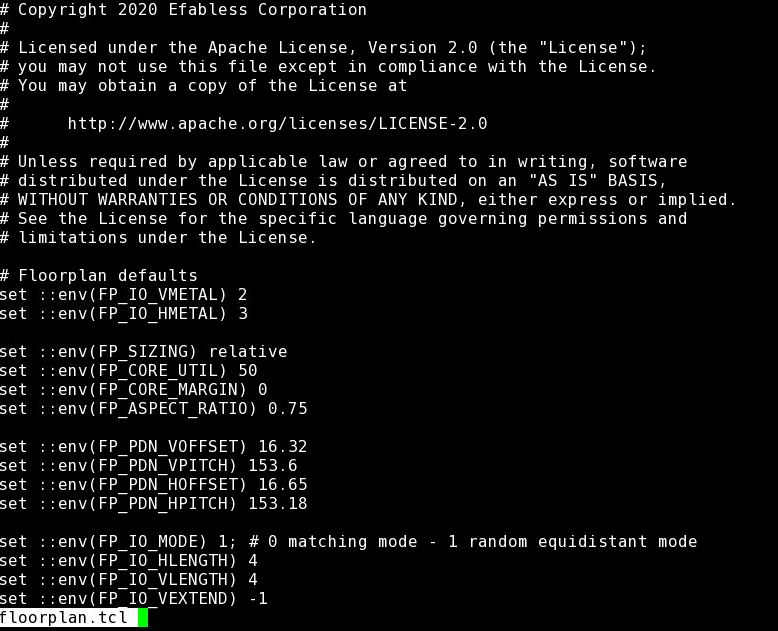 # Copyright 2020 Efabless Corporation
#
# Licensed under the Apache License, Version 2.0 (the "License");
# you may not use this file except in compliance with the License.
# You may obtain a copy of the License at
#
#      http://www.apache.org/licenses/LICENSE-2.0
#
# Unless required by applicable law or agreed to in writing, software
# distributed under the License is distributed on an "AS IS" BASIS,
# WITHOUT WARRANTIES OR CONDITIONS OF ANY KIND, either express or implied.
# See the License for the specific language governing permissions and
# limitations under the License.

# Floorplan defaults
set ::env(FP_IO_VMETAL) 2
set ::env(FP_IO_HMETAL) 3

set ::env(FP_SIZING) relative
set ::env(FP_CORE_UTIL) 50
set ::env(FP_CORE_MARGIN) 0
set ::env(FP_ASPECT_RATIO) 0.75

set ::env(FP_PDN_VOFFSET) 16.32
set ::env(FP_PDN_VPITCH) 153.6
set ::env(FP_PDN_HOFFSET) 16.65
set ::env(FP_PDN_HPITCH) 153.18

set ::env(FP_IO_MODE) 1; # 0 matching mode - 1 random equidistant mode
set ::env(FP_IO_HLENGTH) 4
set ::env(FP_IO_VLENGTH) 4
set ::env(FP_IO_VEXTEND) -1
floorplan.tcl